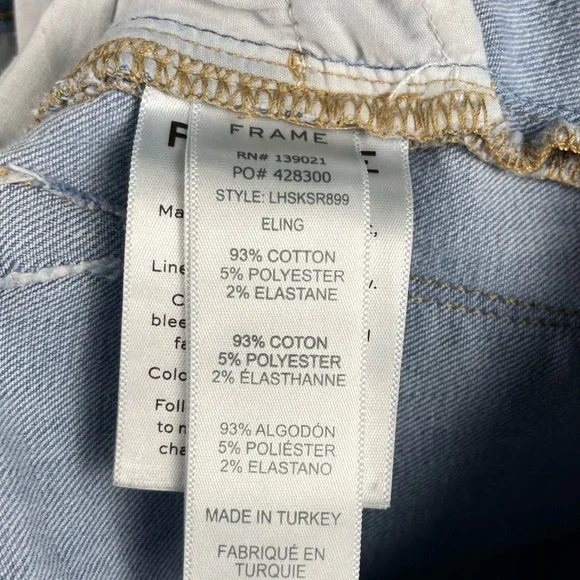 FRAME
RN# 139021
PO# 428300
STYLE: LHSKSR899
ELING
93% COTTON
5% POLYESTER
2% ELASTANE
93% COTON
5% POLYESTER
2% ÉLASTHANNE
93% ALGODÓN
5% POLIÉSTER
2% ELASTANO
MADE IN TURKEY
FABRIQUÉ EN
TURQUIE